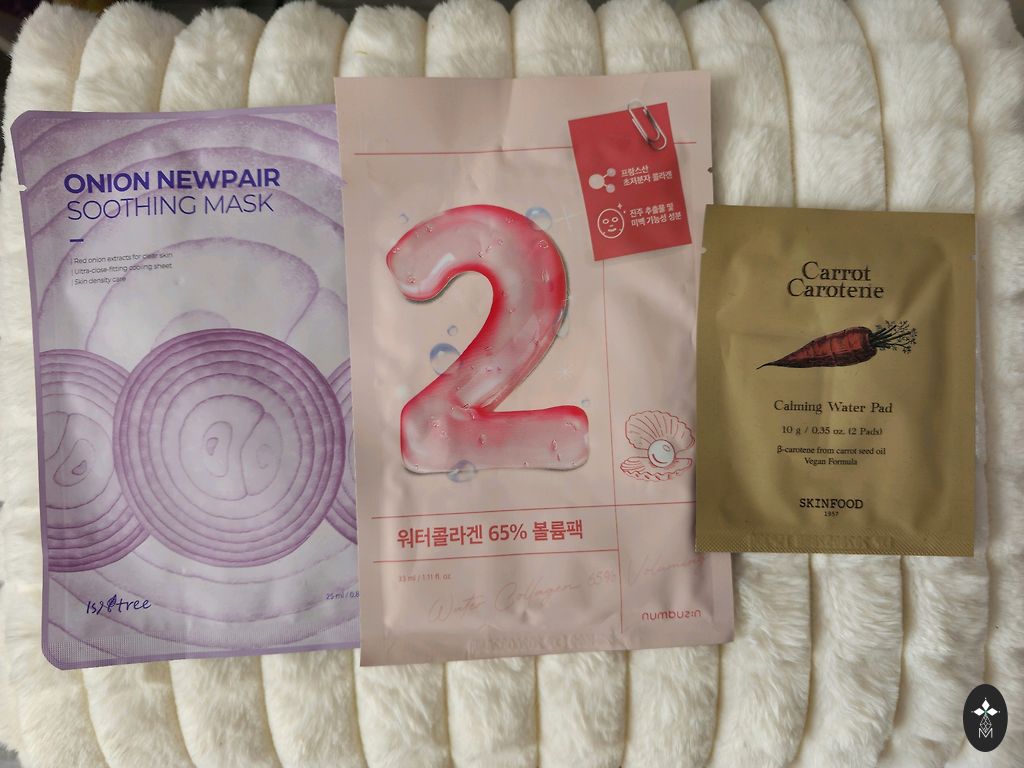 ONION NEWPAIR
SOOTHING MASK
| Red onion extracts for clear skin
| Ultra-close-fitting cooling sheet
| Skin density care
Isntree
25 ml / 0.8
프랑스산
초저분자 콜라겐
진주 추출물 및
미백 기능성 성분
2
워터콜라겐 65% 볼륨팩
33 ml / 1.11 fl. oz.
Water Collagen 65% Voluming
numbuz:n
Carrot
Carotene
Calming Water Pad
10 g / 0.35 oz. (2 Pads)
β-carotene from carrot seed oil
Vegan Formula
SKINFOOD
1957
M